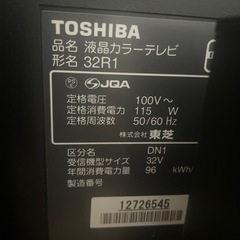 TOSHIBA
品名 液晶カラーテレビ
形名 32R1
PS E JQA
定格電圧 100V～
定格消費電力 115 W
定格周波数 50/60 Hz
株式会社 東芝
区分名 DN1
受信機型サイズ 32V
年間消費電力量 96 kWh/
製造番号
12726545